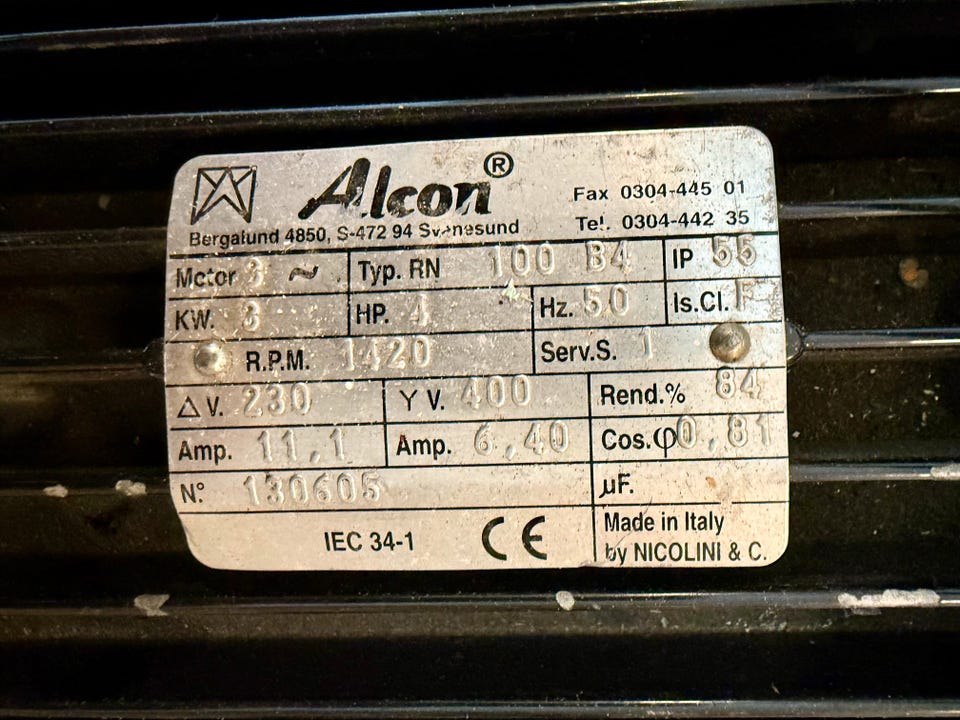 Alcon®
Fax 0304-445 01
Bergalund 4850, S-472 94 Svanesund
Tel. 0304-442 35
Motor 3 ~ Typ. RN 100 B4 IP 55
KW. 3 HP. 4 Hz. 50 Is.Cl. F
R.P.M. 1420 Serv.S. 1
Δ V. 230 Y V. 400 Rend.% 84
Amp. 11,1 Amp. 6,40 Cos.φ 0,81
N° 130605 µF.
IEC 34-1 CE
Made in Italy
by NICOLINI & C.